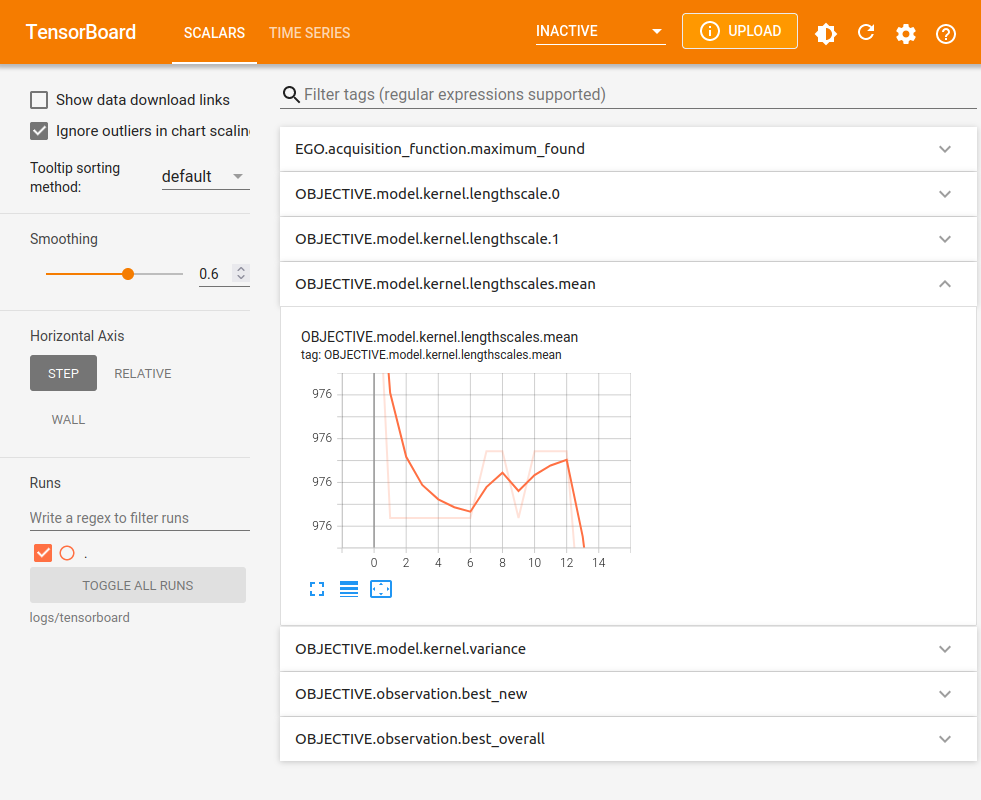 TensorBoard
SCALARS
TIME SERIES
INACTIVE
UPLOAD
Show data download links
Ignore outliers in chart scalin
Tooltip sorting
method:
default
Smoothing
0.6
Horizontal Axis
STEP
RELATIVE
WALL
Runs
Write a regex to filter runs
.
TOGGLE ALL RUNS
logs/tensorboard
Filter tags (regular expressions supported)
EGO.acquisition_function.maximum_found
OBJECTIVE.model.kernel.lengthscale.0
OBJECTIVE.model.kernel.lengthscale.1
OBJECTIVE.model.kernel.lengthscales.mean
OBJECTIVE.model.kernel.lengthscales.mean
tag: OBJECTIVE.model.kernel.lengthscales.mean
976
976
976
976
0 2 4 6 8 10 12 14
OBJECTIVE.model.kernel.variance
OBJECTIVE.observation.best_new
OBJECTIVE.observation.best_overall